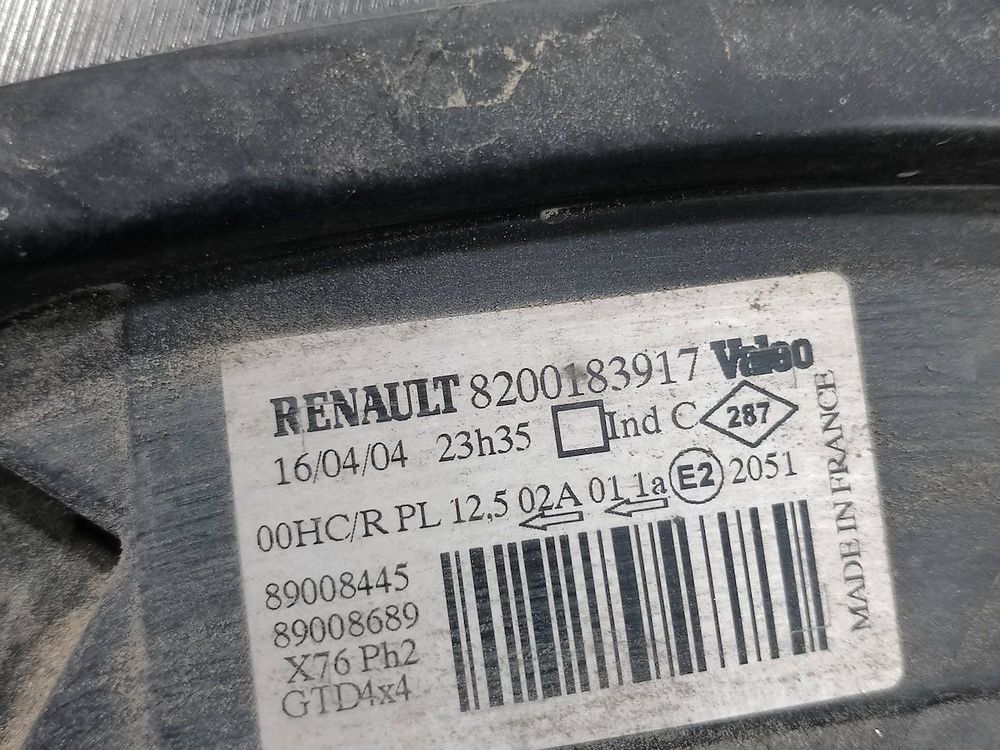 RENAULT 8200183917 Valeo
16/04/04 23h35 Ind C 287
00HC/R PL 12,5 02A 01 1a E2 2051
89008445
89008689
X76 Ph2
GTD4x4
MADE IN FRANCE